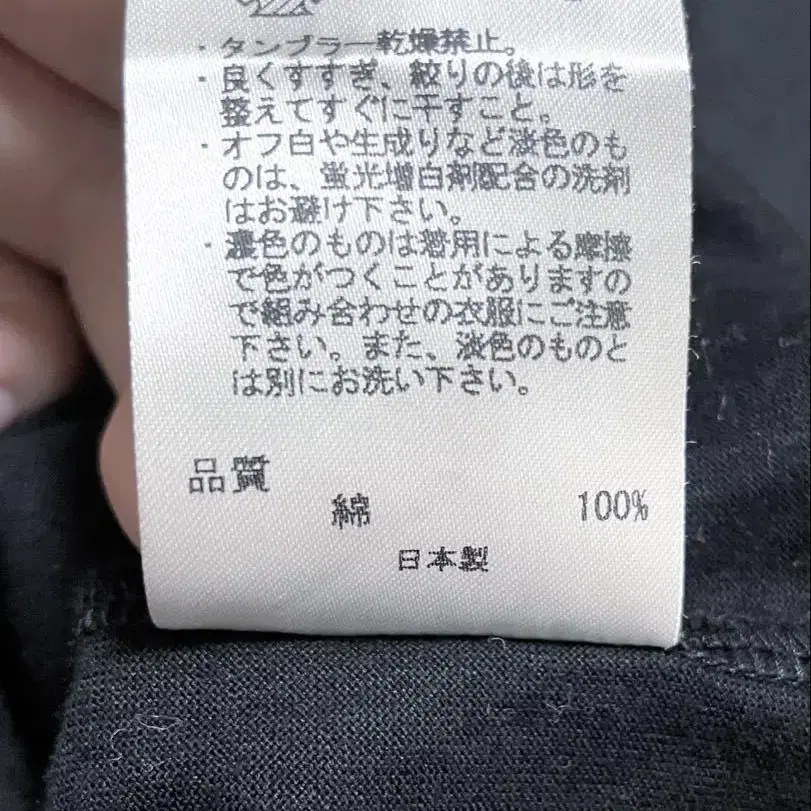 ・タンブラー乾燥禁止。
・良くすすぎ、絞りの後は形を
整えてすぐに干すこと。
・オフ白や生成りなど淡色のも
のは、蛍光増白剤配合の洗剤
はお避け下さい。
・濃色のものは着用による摩擦
で色がつくことがありますの
で組み合わせの衣服にご注意
下さい。また、淡色のものと
は別にお洗い下さい。
品質
綿 100%
日本製